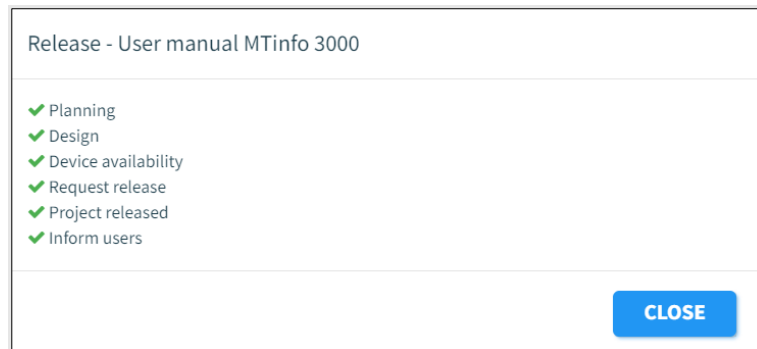 Release - User manual MTinfo 3000
Planning
Design
Device availability
Request release
Project released
Inform users
CLOSE